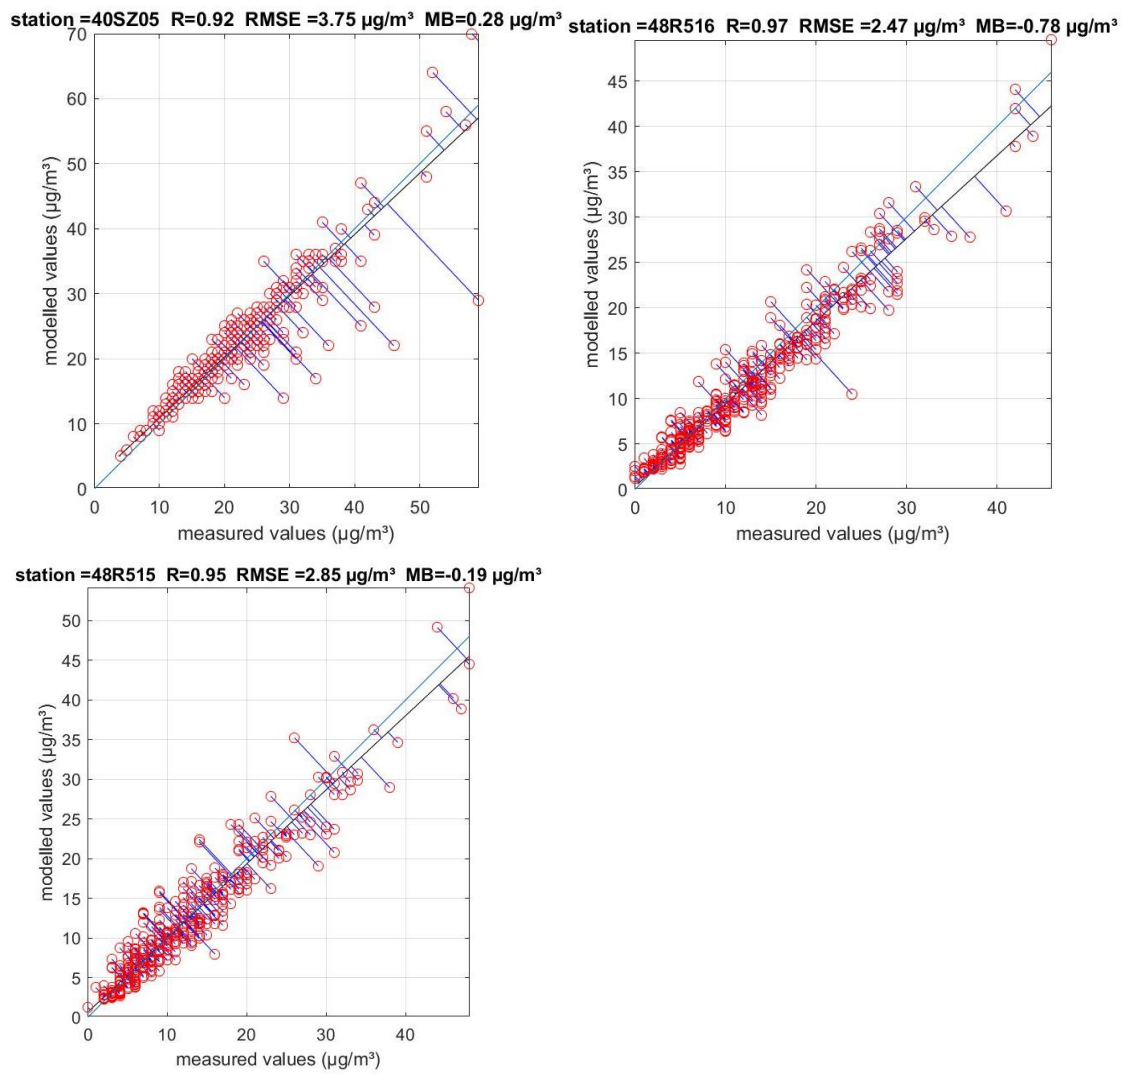 station =40SZ05 R=0.92 RMSE =3.75 µg/m³ MB=0.28 µg/m³
70
60
50
40
30
20
10
0
modelled values (µg/m³)
0 10 20 30 40 50
measured values (µg/m³)
station =48R516 R=0.97 RMSE =2.47 µg/m³ MB=-0.78 µg/m³
45
40
35
30
25
20
15
10
5
0
modelled values (µg/m³)
0 10 20 30 40
measured values (µg/m³)
station =48R515 R=0.95 RMSE =2.85 µg/m³ MB=-0.19 µg/m³
50
45
40
35
30
25
20
15
10
5
0
modelled values (µg/m³)
0 10 20 30 40
measured values (µg/m³)